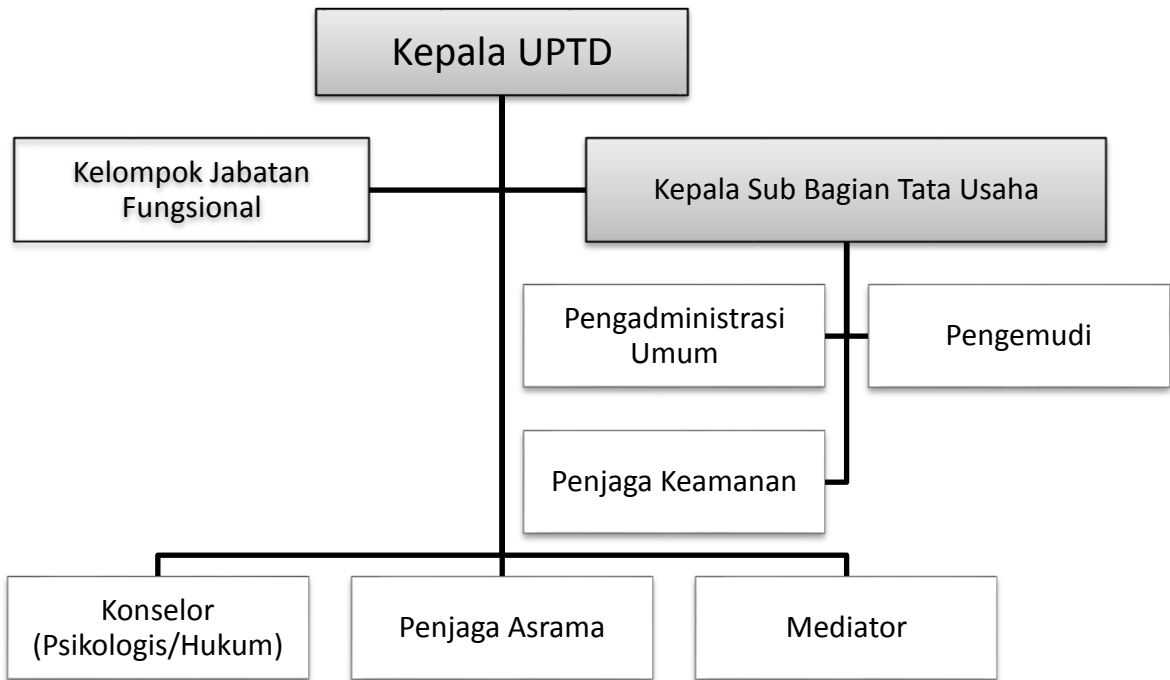 Kepala UPTD
Kelompok Jabatan
Fungsional
Kepala Sub Bagian Tata Usaha
Pengadministrasi
Umum
Pengemudi
Penjaga Keamanan
Konselor
(Psikologis/Hukum)
Penjaga Asrama
Mediator